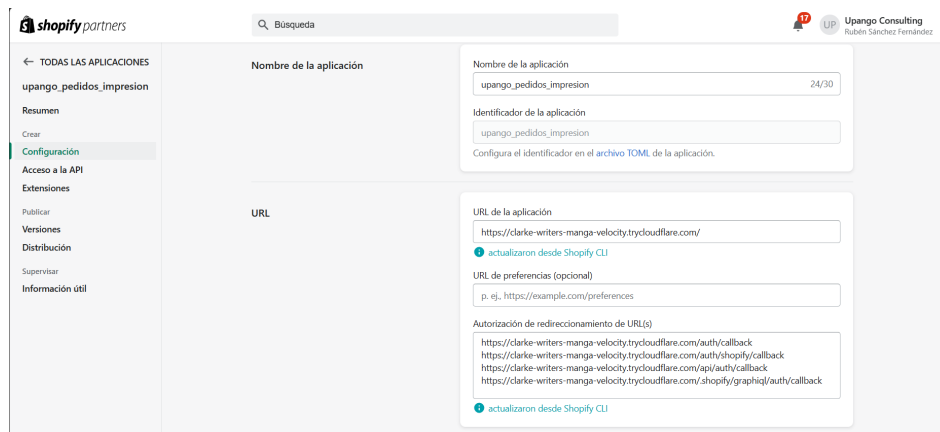 shopify partners
Búsqueda
17
UP
Upango Consulting
Rubén Sánchez Fernández
← TODAS LAS APLICACIONES
upango_pedidos_impresion
Resumen
Crear
Configuración
Acceso a la API
Extensiones
Publicar
Versiones
Distribución
Supervisar
Información útil
Nombre de la aplicación
Nombre de la aplicación
upango_pedidos_impresion 24/30
Identificador de la aplicación
upango_pedidos_impresion
Configura el identificador en el archivo TOML de la aplicación.
URL
URL de la aplicación
https://clarke-writers-manga-velocity.trycloudflare.com/
actualizaron desde Shopify CLI
URL de preferencias (opcional)
p. ej., https://example.com/preferences
Autorización de redireccionamiento de URL(s)
https://clarke-writers-manga-velocity.trycloudflare.com/auth/callback
https://clarke-writers-manga-velocity.trycloudflare.com/auth/shopify/callback
https://clarke-writers-manga-velocity.trycloudflare.com/api/auth/callback
https://clarke-writers-manga-velocity.trycloudflare.com/.shopify/graphiql/auth/callback
actualizaron desde Shopify CLI